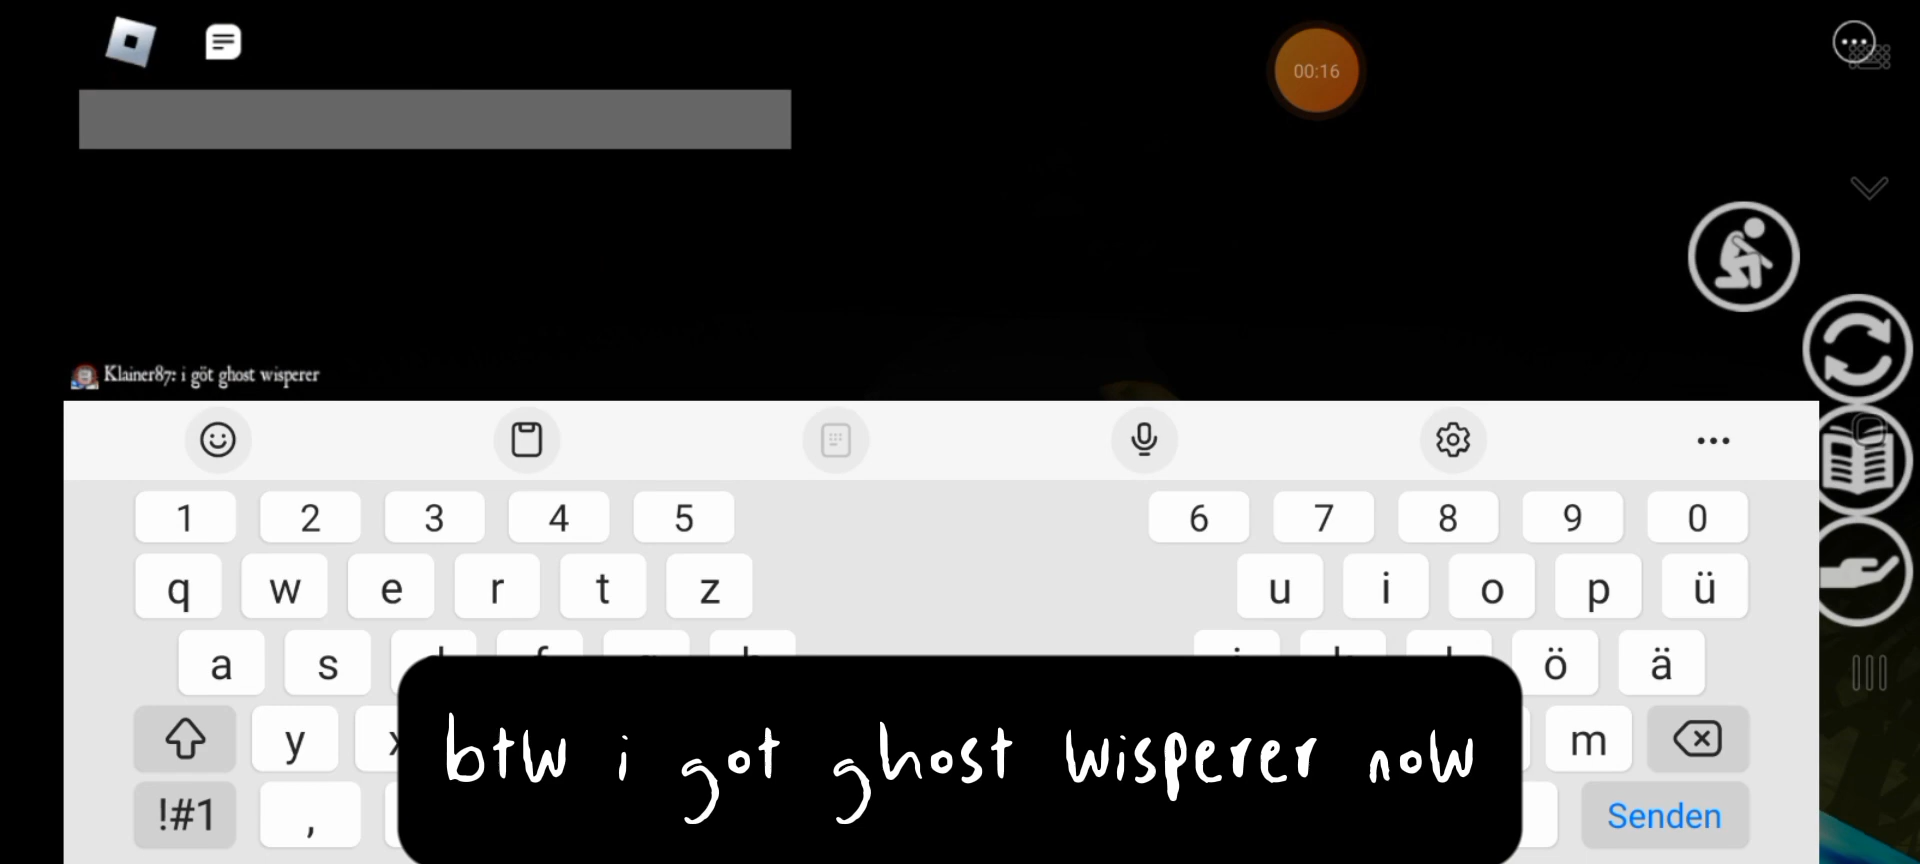 00:16
Klainer87: i göt ghost wisperer
1 2 3 4 5 6 7 8 9 0
q w e r t z u i o p ü
a s ö ä
y m
!#1 , Senden
btw i got ghost wisperer now